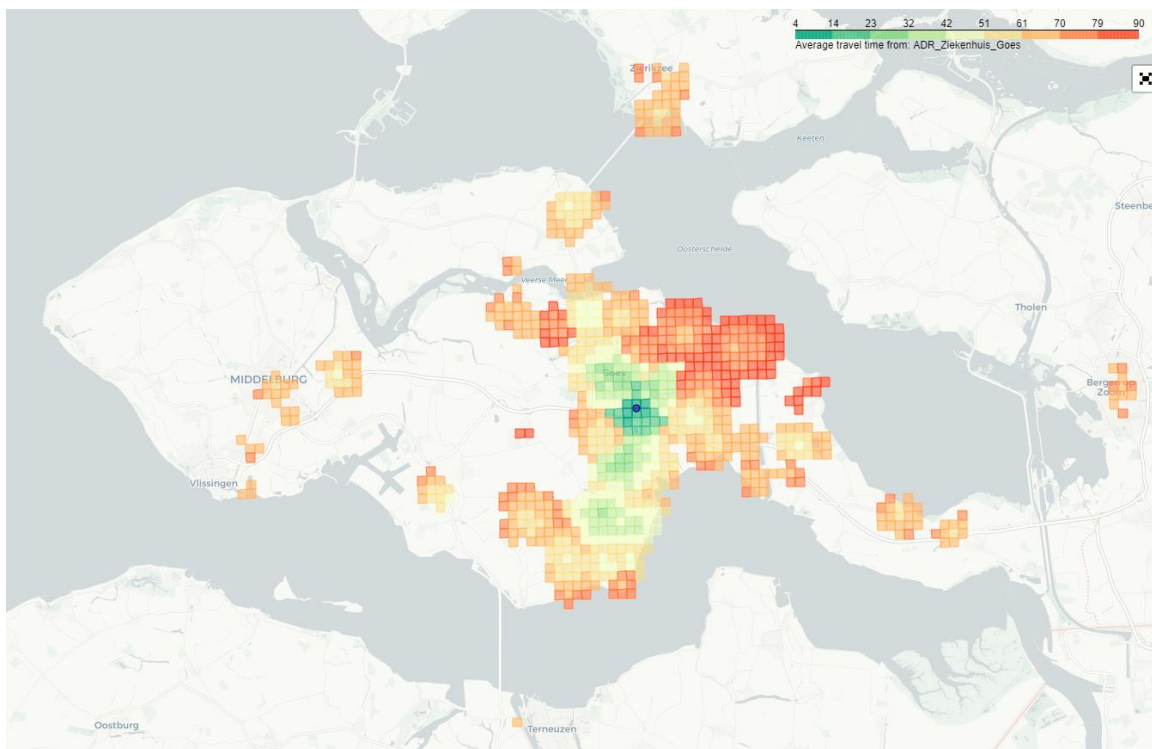 4 14 23 32 42 51 61 70 79 90
Average travel time from: ADR_Ziekenhuis_Goes
Zierikzee
Keeten
Steenbe
Oosterschelde
Veerse Meer
Tholen
Goes
MIDDELBURG
Bergen op
Zoom
Vlissingen
Oostburg
Terneuzen